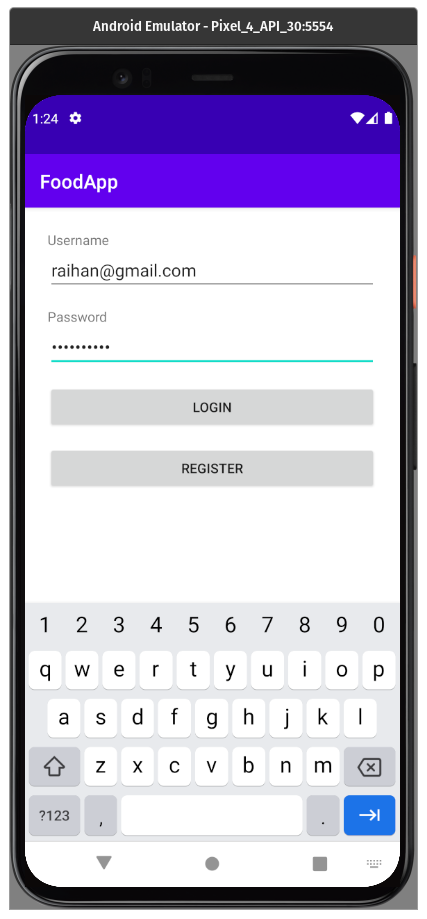 Android Emulator - Pixel_4_API_30:5554
1:24
FoodApp
Username
raihan@gmail.com
Password
••••••••••
LOGIN
REGISTER
1 2 3 4 5 6 7 8 9 0
q w e r t y u i o p
a s d f g h j k l
z x c v b n m
?123 , .